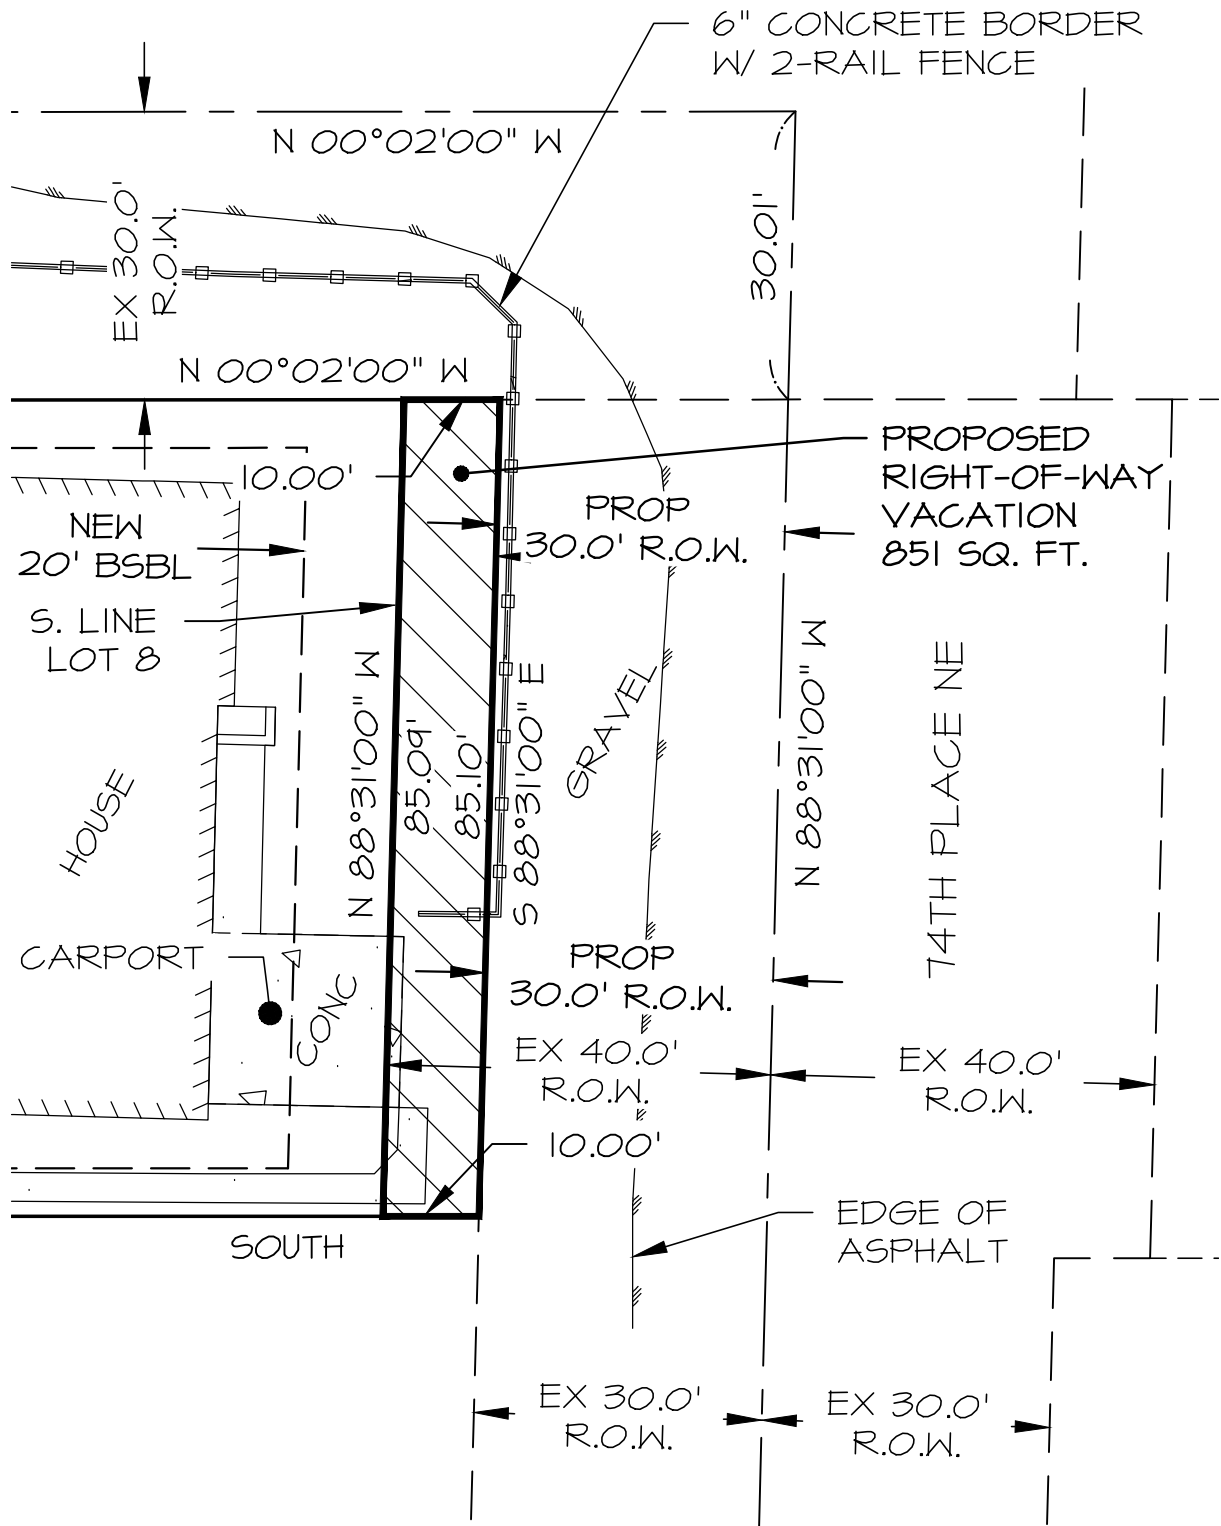 6" CONCRETE BORDER
W/ 2-RAIL FENCE
N 00°02'00" W
EX 30.0'
R.O.W.
30.01'
N 00°02'00" W
10.00'
PROPOSED
RIGHT-OF-WAY
VACATION
851 SQ. FT.
NEW
20' BSBL
PROP
30.0' R.O.W.
S. LINE
LOT 8
N 88°31'00" W
85.09'
85.10'
S 88°31'00" E
GRAVEL
N 88°31'00" W
74TH PLACE NE
HOUSE
CARPORT
CONC
PROP
30.0' R.O.W.
EX 40.0'
R.O.W.
EX 40.0'
R.O.W.
10.00'
SOUTH
EDGE OF
ASPHALT
EX 30.0'
R.O.W.
EX 30.0'
R.O.W.